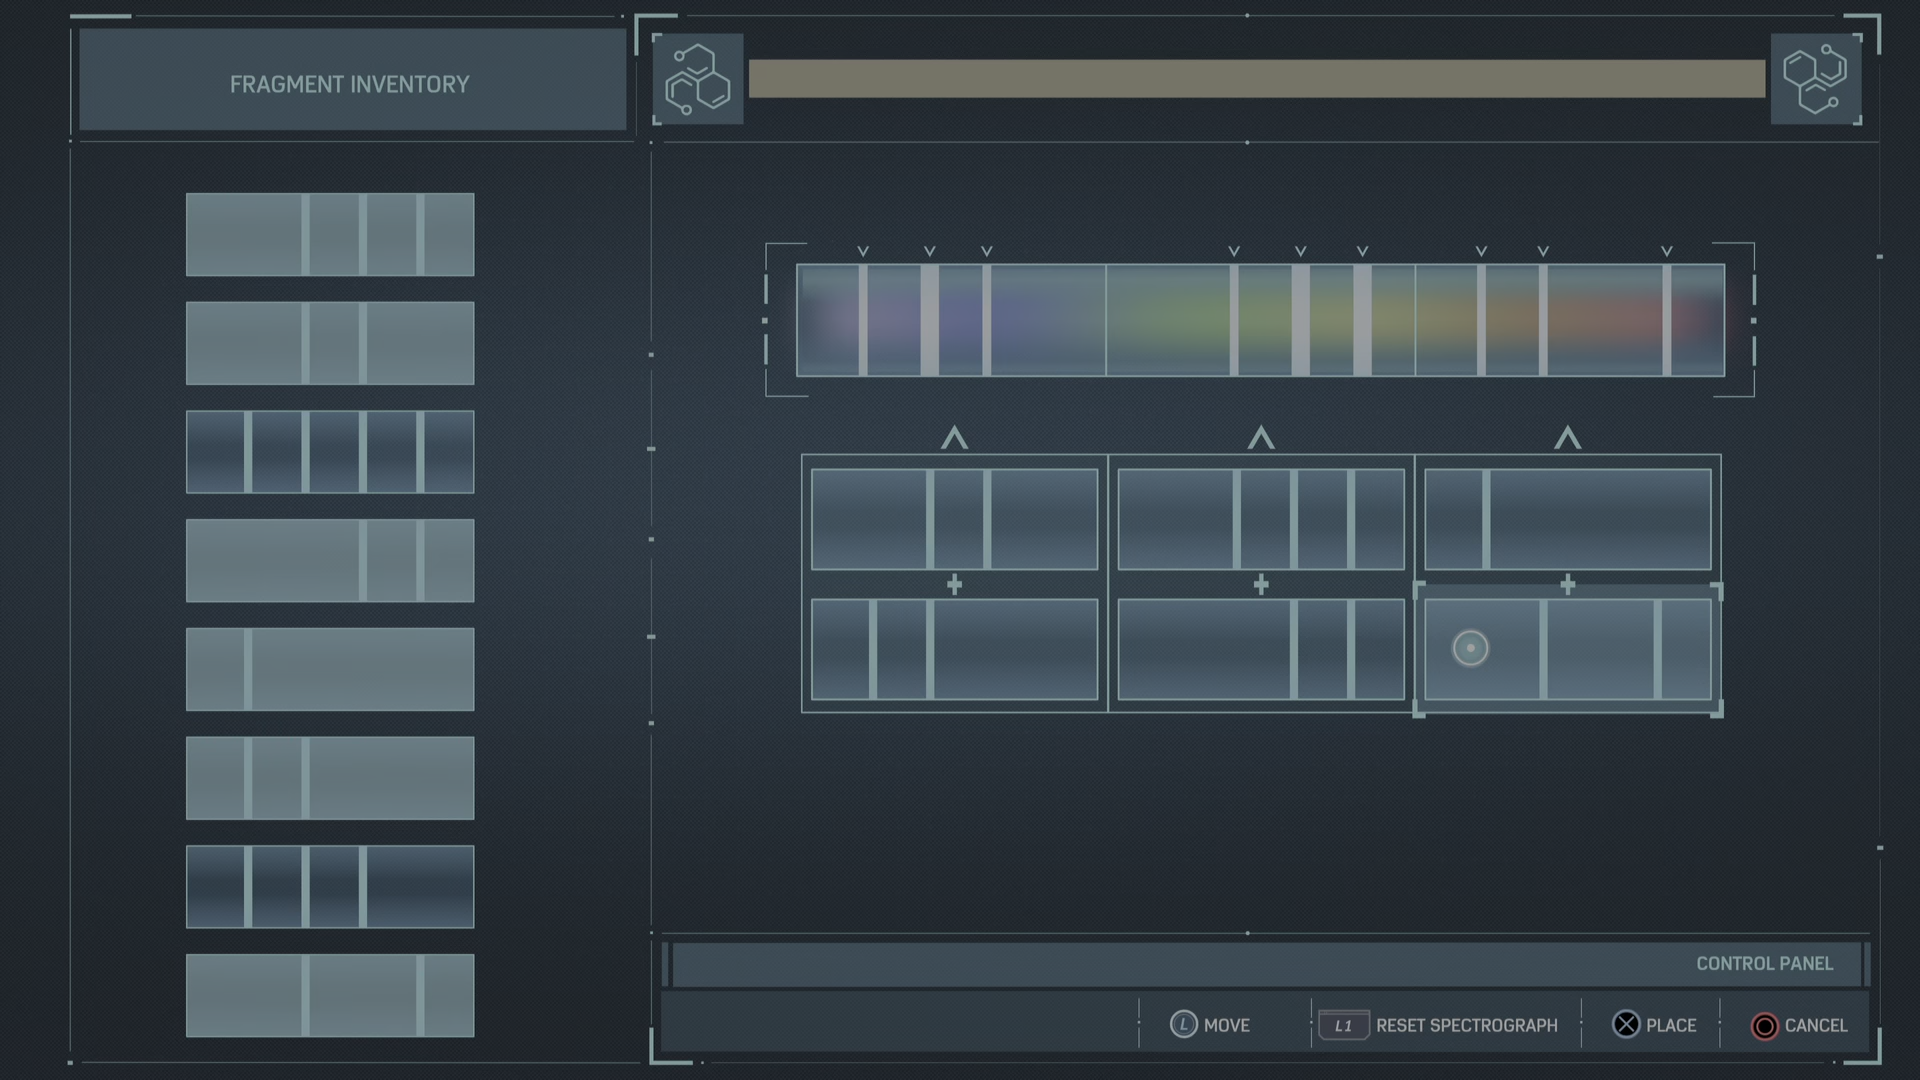 FRAGMENT INVENTORY
CONTROL PANEL
L MOVE
L1 RESET SPECTROGRAPH
PLACE
CANCEL